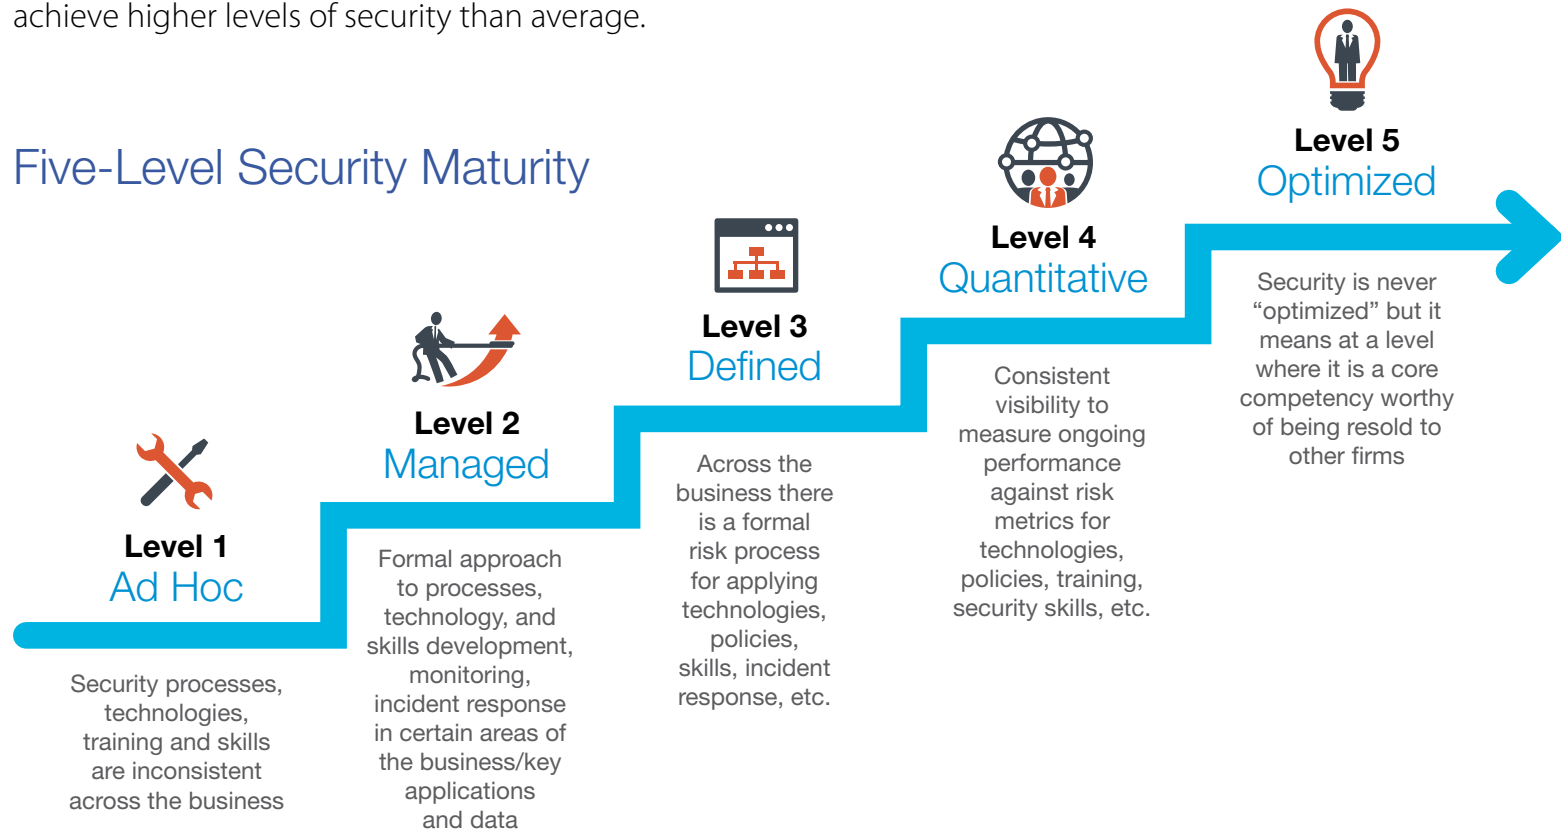 achieve higher levels of security than average.
Five-Level Security Maturity
Level 1
Ad Hoc
Security processes,
technologies,
training and skills
are inconsistent
across the business
Level 2
Managed
Formal approach
to processes,
technology, and
skills development,
monitoring,
incident response
in certain areas of
the business/key
applications
and data
Level 3
Defined
Across the
business there
is a formal
risk process
for applying
technologies,
policies,
skills, incident
response, etc.
Level 4
Quantitative
Consistent
visibility to
measure ongoing
performance
against risk
metrics for
technologies,
policies, training,
security skills, etc.
Level 5
Optimized
Security is never
“optimized” but it
means at a level
where it is a core
competency worthy
of being resold to
other firms